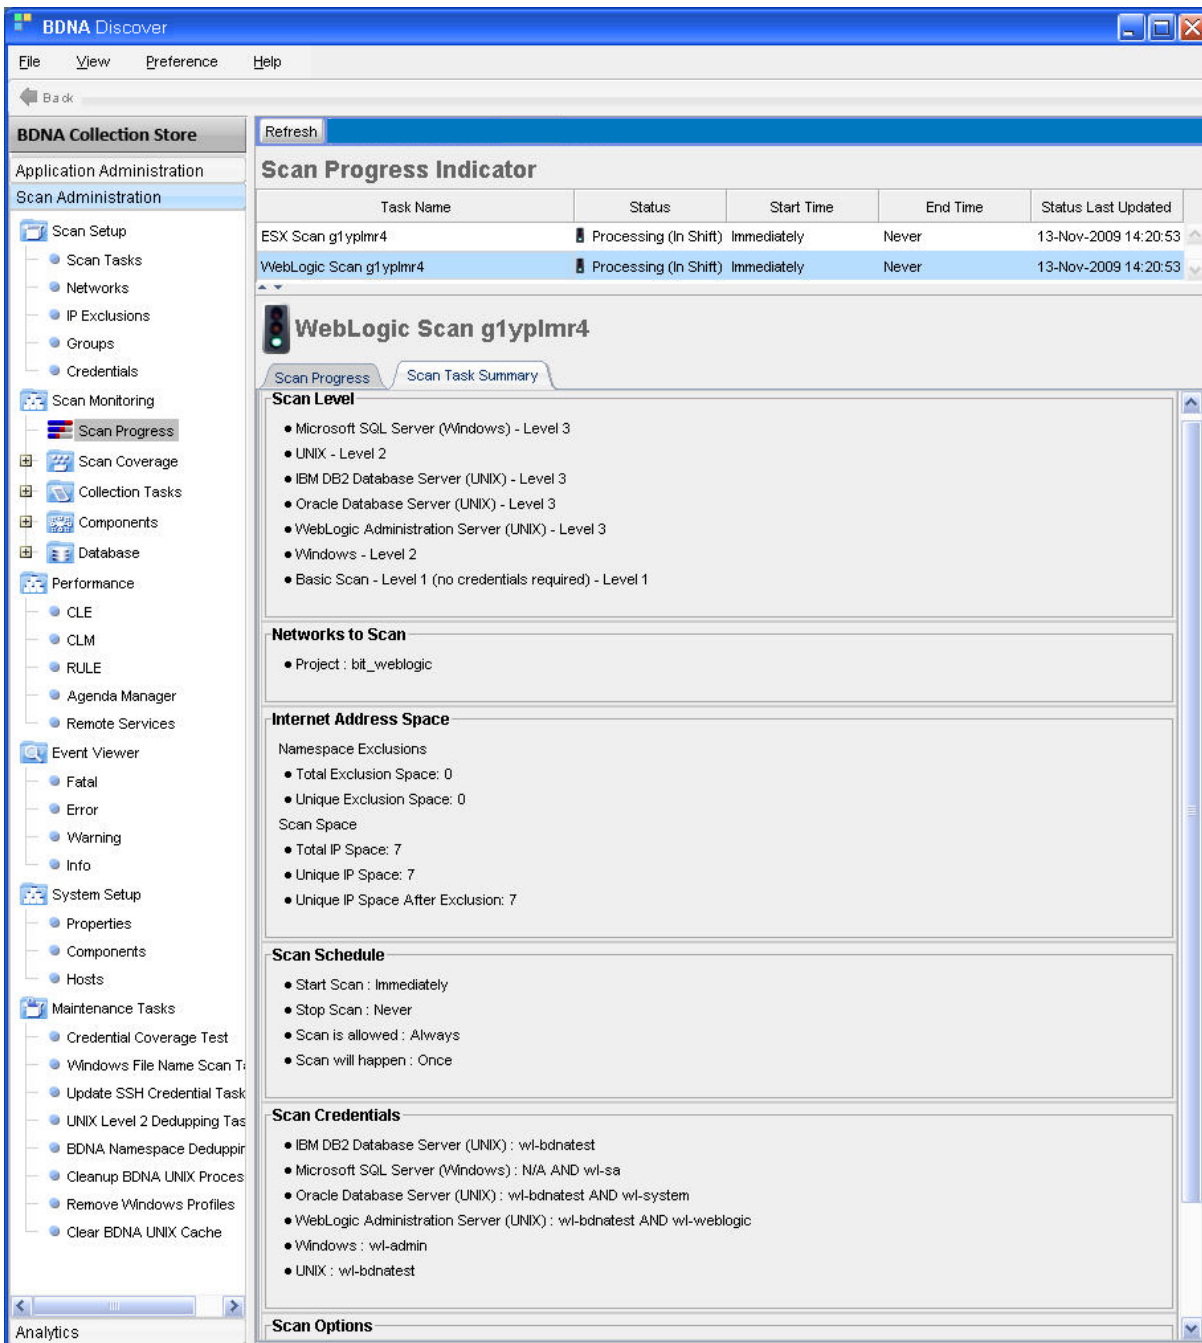 BDNA Discover
File View Preference Help
Back
BDNA Collection Store
Application Administration
Scan Administration
Scan Setup
Scan Tasks
Networks
IP Exclusions
Groups
Credentials
Scan Monitoring
Scan Progress
Scan Coverage
Collection Tasks
Components
Database
Performance
CLE
CLM
RULE
Agenda Manager
Remote Services
Event Viewer
Fatal
Error
Warning
Info
System Setup
Properties
Components
Hosts
Maintenance Tasks
Credential Coverage Test
Windows File Name Scan Ta
Update SSH Credential Task
UNIX Level 2 Dedupping Tas
BDNA Namespace Deduppin
Cleanup BDNA UNIX Proces
Remove Windows Profiles
Clear BDNA UNIX Cache
Analytics
Refresh
Scan Progress Indicator
Task Name Status Start Time End Time Status Last Updated
ESX Scan g1yplmr4 Processing (In Shift) Immediately Never 13-Nov-2009 14:20:53
WebLogic Scan g1yplmr4 Processing (In Shift) Immediately Never 13-Nov-2009 14:20:53
WebLogic Scan g1yplmr4
Scan Progress Scan Task Summary
Scan Level
● Microsoft SQL Server (Windows) - Level 3
● UNIX - Level 2
● IBM DB2 Database Server (UNIX) - Level 3
● Oracle Database Server (UNIX) - Level 3
● WebLogic Administration Server (UNIX) - Level 3
● Windows - Level 2
● Basic Scan - Level 1 (no credentials required) - Level 1
Networks to Scan
● Project : bit_weblogic
Internet Address Space
Namespace Exclusions
● Total Exclusion Space: 0
● Unique Exclusion Space: 0
Scan Space
● Total IP Space: 7
● Unique IP Space: 7
● Unique IP Space After Exclusion: 7
Scan Schedule
● Start Scan : Immediately
● Stop Scan : Never
● Scan is allowed : Always
● Scan will happen : Once
Scan Credentials
● IBM DB2 Database Server (UNIX) : wl-bdnatest
● Microsoft SQL Server (Windows) : N/A AND wl-sa
● Oracle Database Server (UNIX) : wl-bdnatest AND wl-system
● WebLogic Administration Server (UNIX) : wl-bdnatest AND wl-weblogic
● Windows : wl-admin
● UNIX : wl-bdnatest
Scan Options